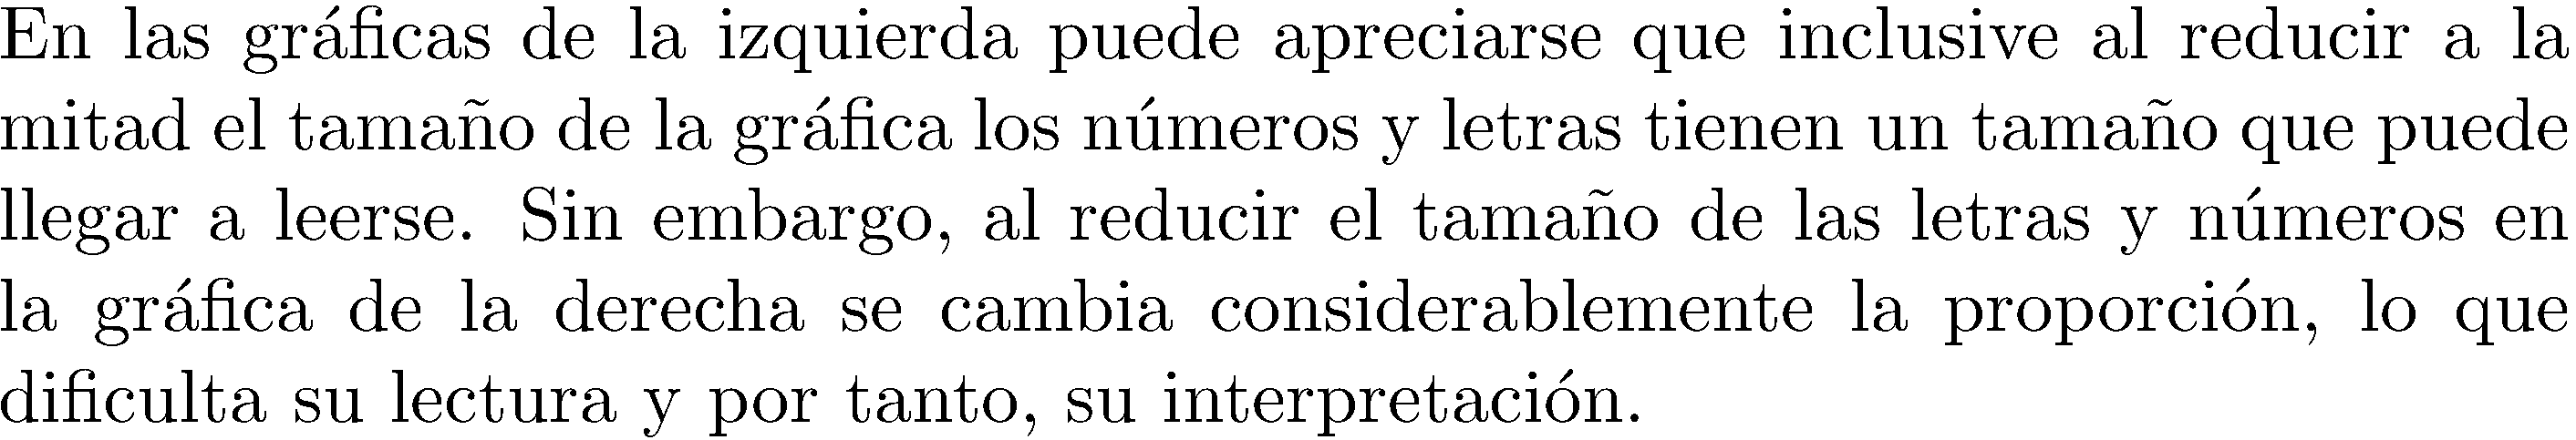 En las gráficas de la izquierda puede apreciarse que inclusive al reducir a la
mitad el tamaño de la gráfica los números y letras tienen un tamaño que puede
llegar a leerse. Sin embargo, al reducir el tamaño de las letras y números en
la gráfica de la derecha se cambia considerablemente la proporción, lo que
dificulta su lectura y por tanto, su interpretación.